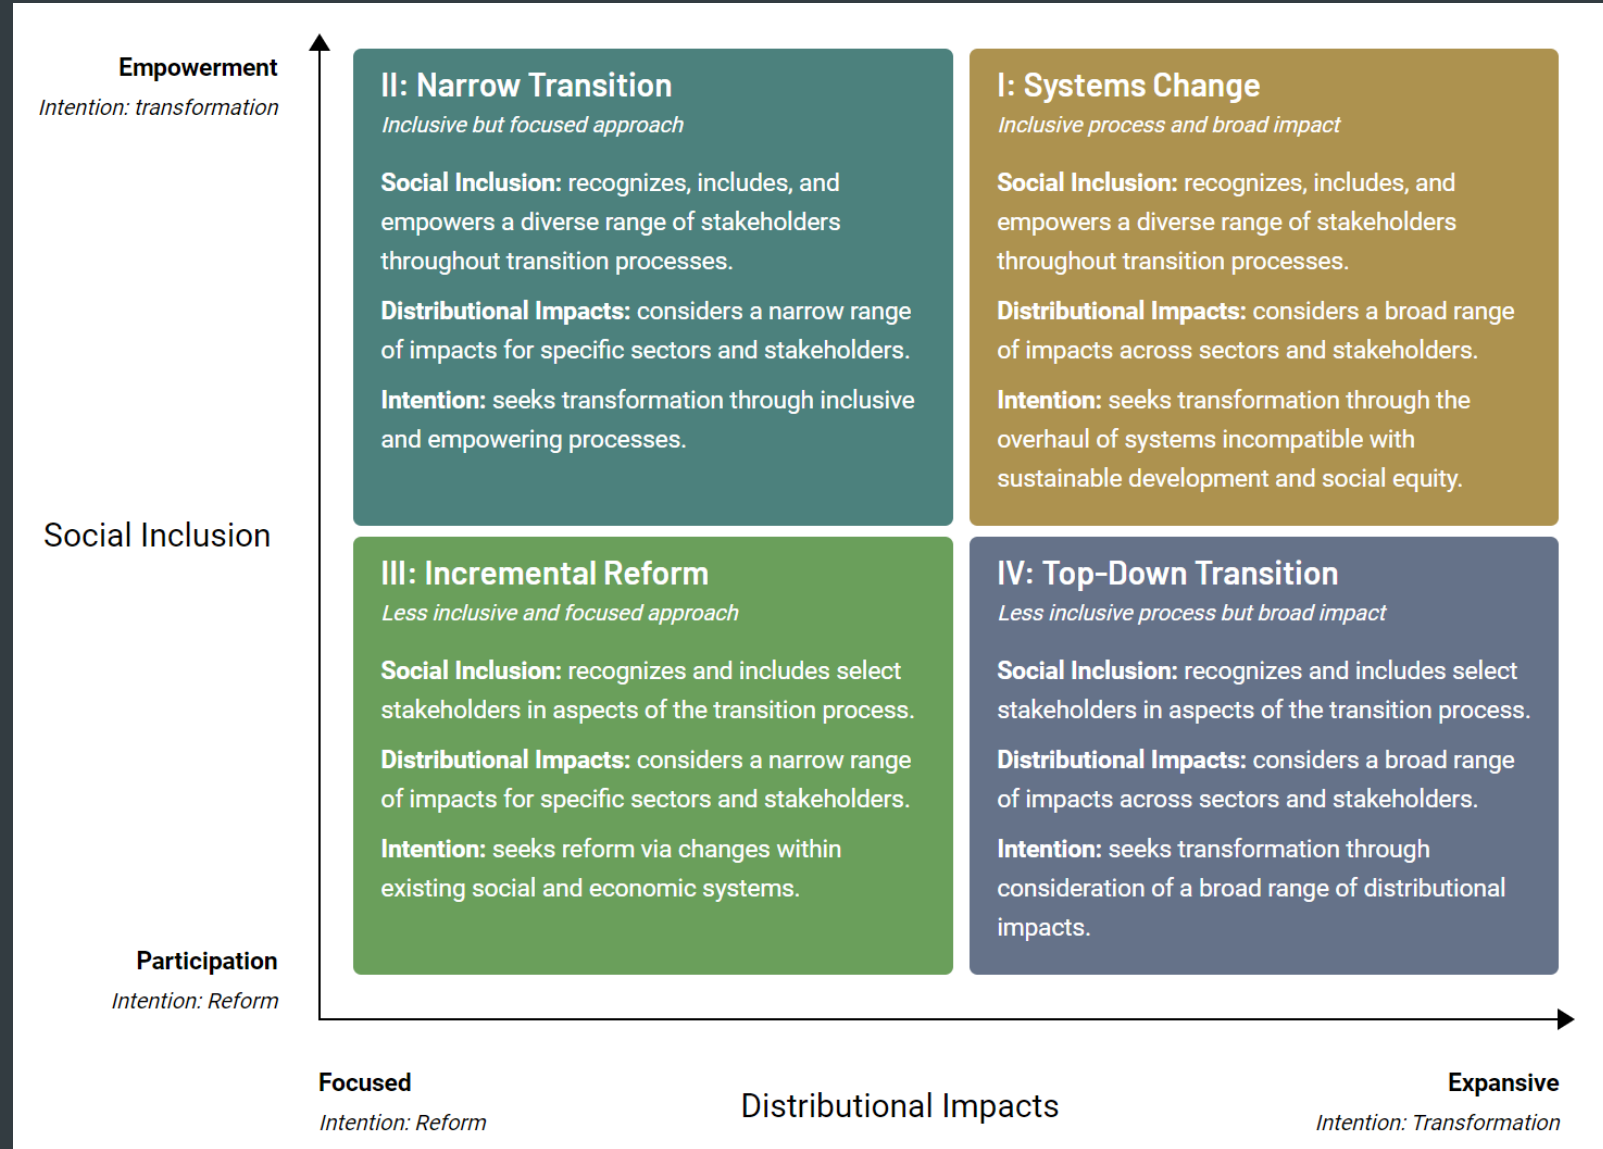 Empowerment
Intention: transformation
Social Inclusion
Participation
Intention: Reform
II: Narrow Transition
Inclusive but focused approach
Social Inclusion: recognizes, includes, and
empowers a diverse range of stakeholders
throughout transition processes.
Distributional Impacts: considers a narrow range
of impacts for specific sectors and stakeholders.
Intention: seeks transformation through inclusive
and empowering processes.
I: Systems Change
Inclusive process and broad impact
Social Inclusion: recognizes, includes, and
empowers a diverse range of stakeholders
throughout transition processes.
Distributional Impacts: considers a broad range
of impacts across sectors and stakeholders.
Intention: seeks transformation through the
overhaul of systems incompatible with
sustainable development and social equity.
III: Incremental Reform
Less inclusive and focused approach
Social Inclusion: recognizes and includes select
stakeholders in aspects of the transition process.
Distributional Impacts: considers a narrow range
of impacts for specific sectors and stakeholders.
Intention: seeks reform via changes within
existing social and economic systems.
IV: Top-Down Transition
Less inclusive process but broad impact
Social Inclusion: recognizes and includes select
stakeholders in aspects of the transition process.
Distributional Impacts: considers a broad range
of impacts across sectors and stakeholders.
Intention: seeks transformation through
consideration of a broad range of distributional
impacts.
Focused
Intention: Reform
Distributional Impacts
Expansive
Intention: Transformation